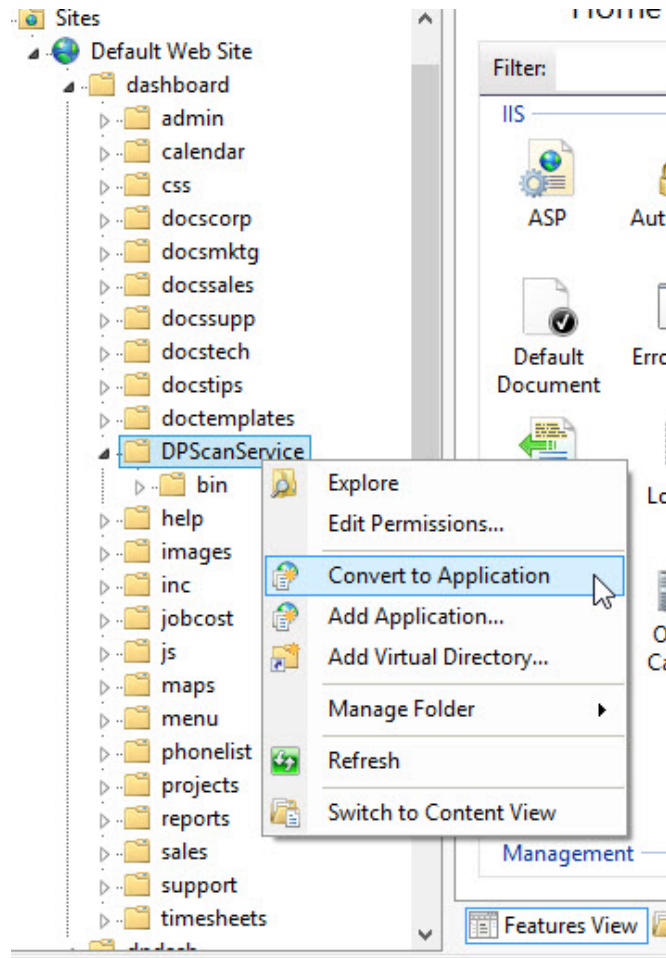 Sites
Default Web Site
dashboard
admin
calendar
css
docscorp
docsmktg
docssales
docssupp
docstech
docstips
doctemplates
DPScanService
bin
help
images
inc
jobcost
js
maps
menu
phonelist
projects
reports
sales
support
timesheets
Filter:
IIS
ASP
Default
Document
Explore
Edit Permissions...
Convert to Application
Add Application...
Add Virtual Directory...
Manage Folder
Refresh
Switch to Content View
Management
Features View